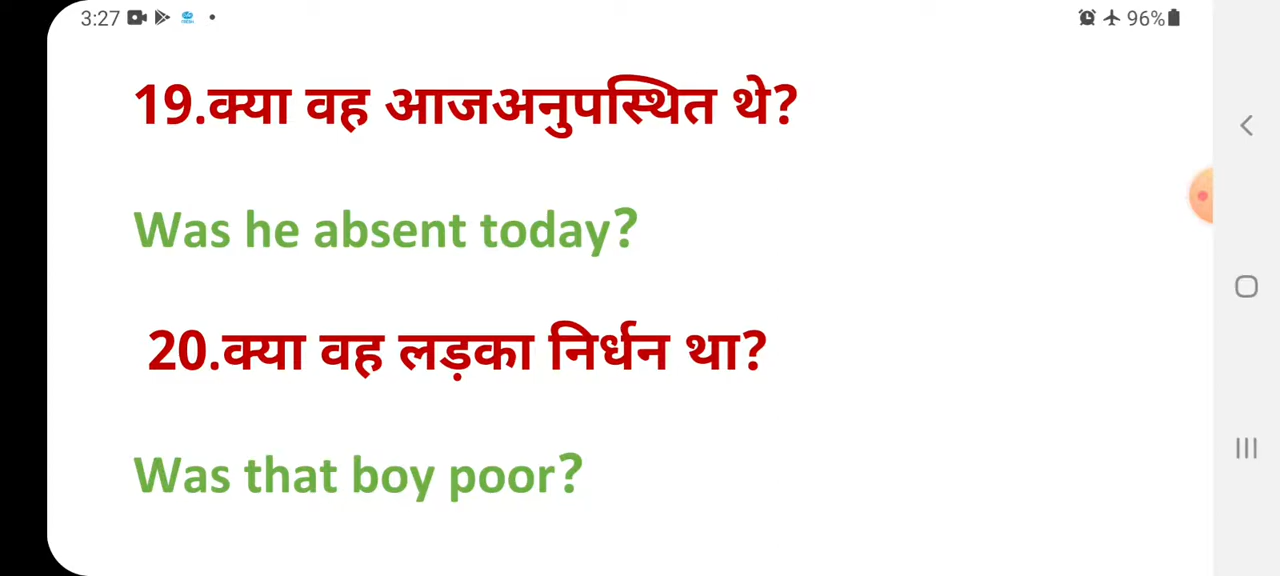 3:27 96%
19.क्या वह आजअनुपस्थित थे?
Was he absent today?
20.क्या वह लड़का निर्धन था?
Was that boy poor?